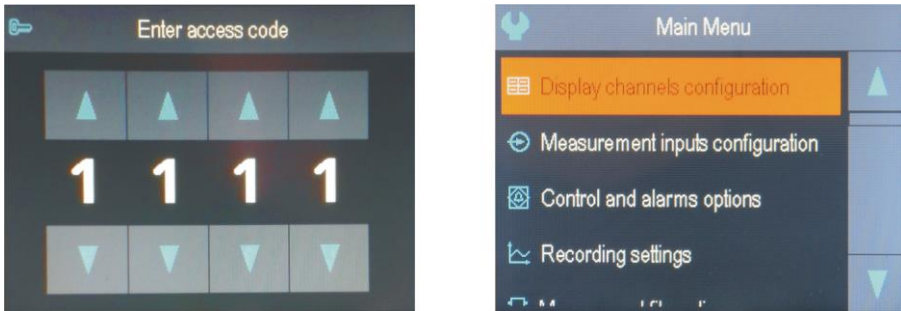 Enter access code
1 1 1 1
Main Menu
Display channels configuration
Measurement inputs configuration
Control and alarms options
Recording settings